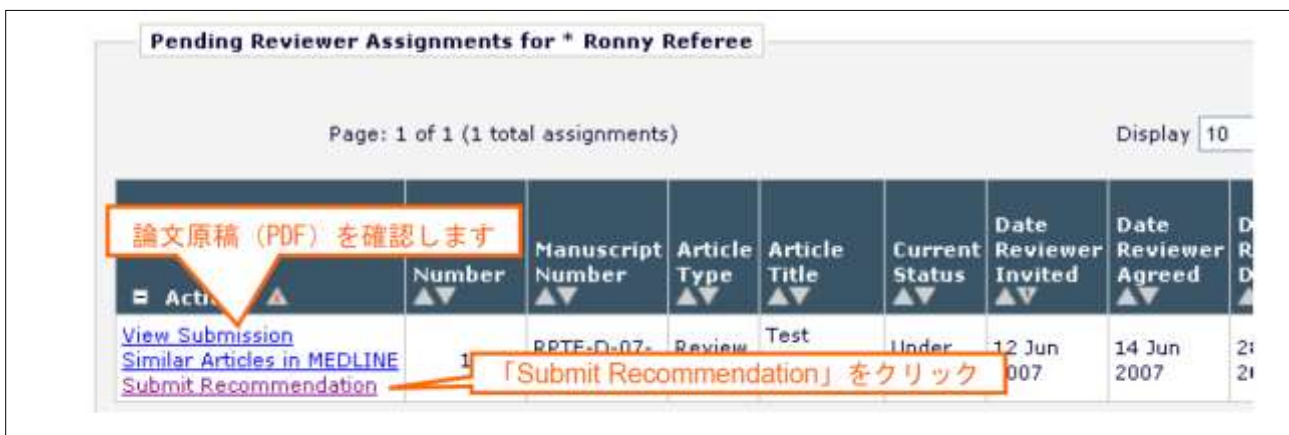 Pending Reviewer Assignments for * Ronny Referee
Page: 1 of 1 (1 total assignments)
Display 10
論文原稿（PDF）を確認します
Number
Manuscript Number
Article Type
Article Title
Current Status
Date Reviewer Invited
Date Reviewer Agreed
View Submission
Similar Articles in MEDLINE
Submit Recommendation
1
Review
Test
Under
12 Jun
14 Jun 2007
「Submit Recommendation」をクリック